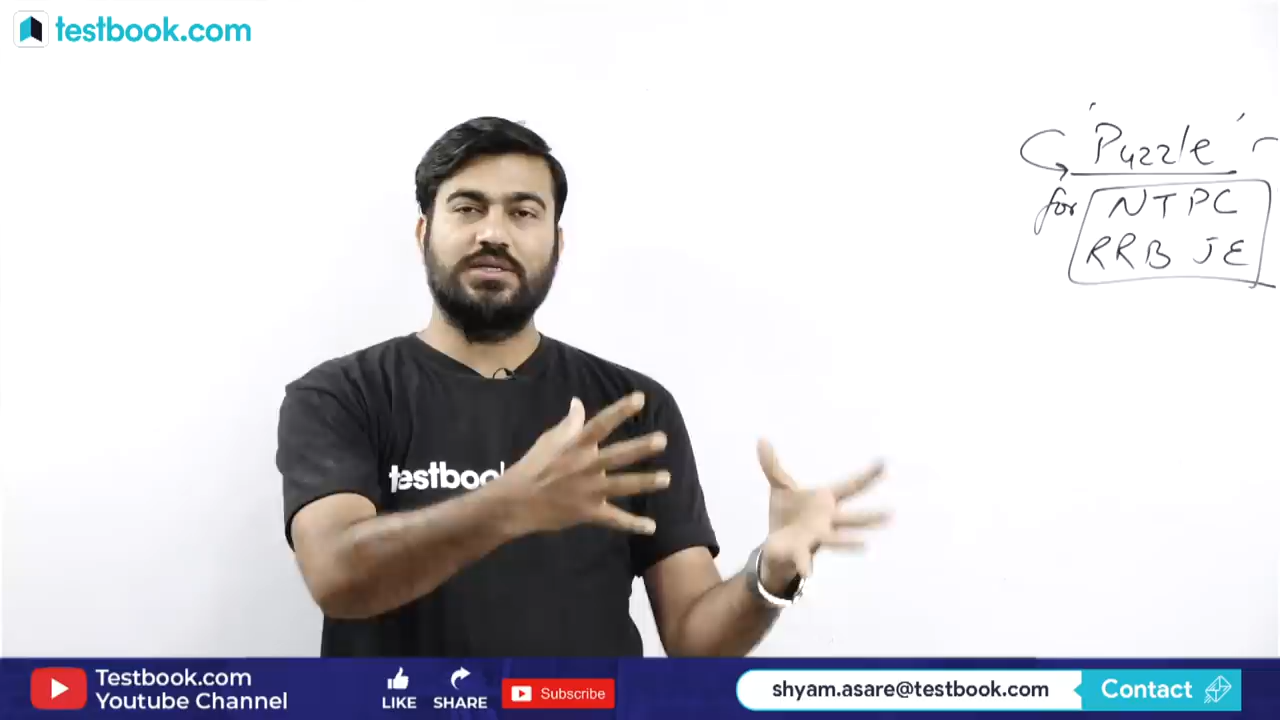 testbook.com
'Puzzle'
for NTPC
RRB JE
testbook
Testbook.com
Youtube Channel
LIKE
SHARE
Subscribe
shyam.asare@testbook.com
Contact